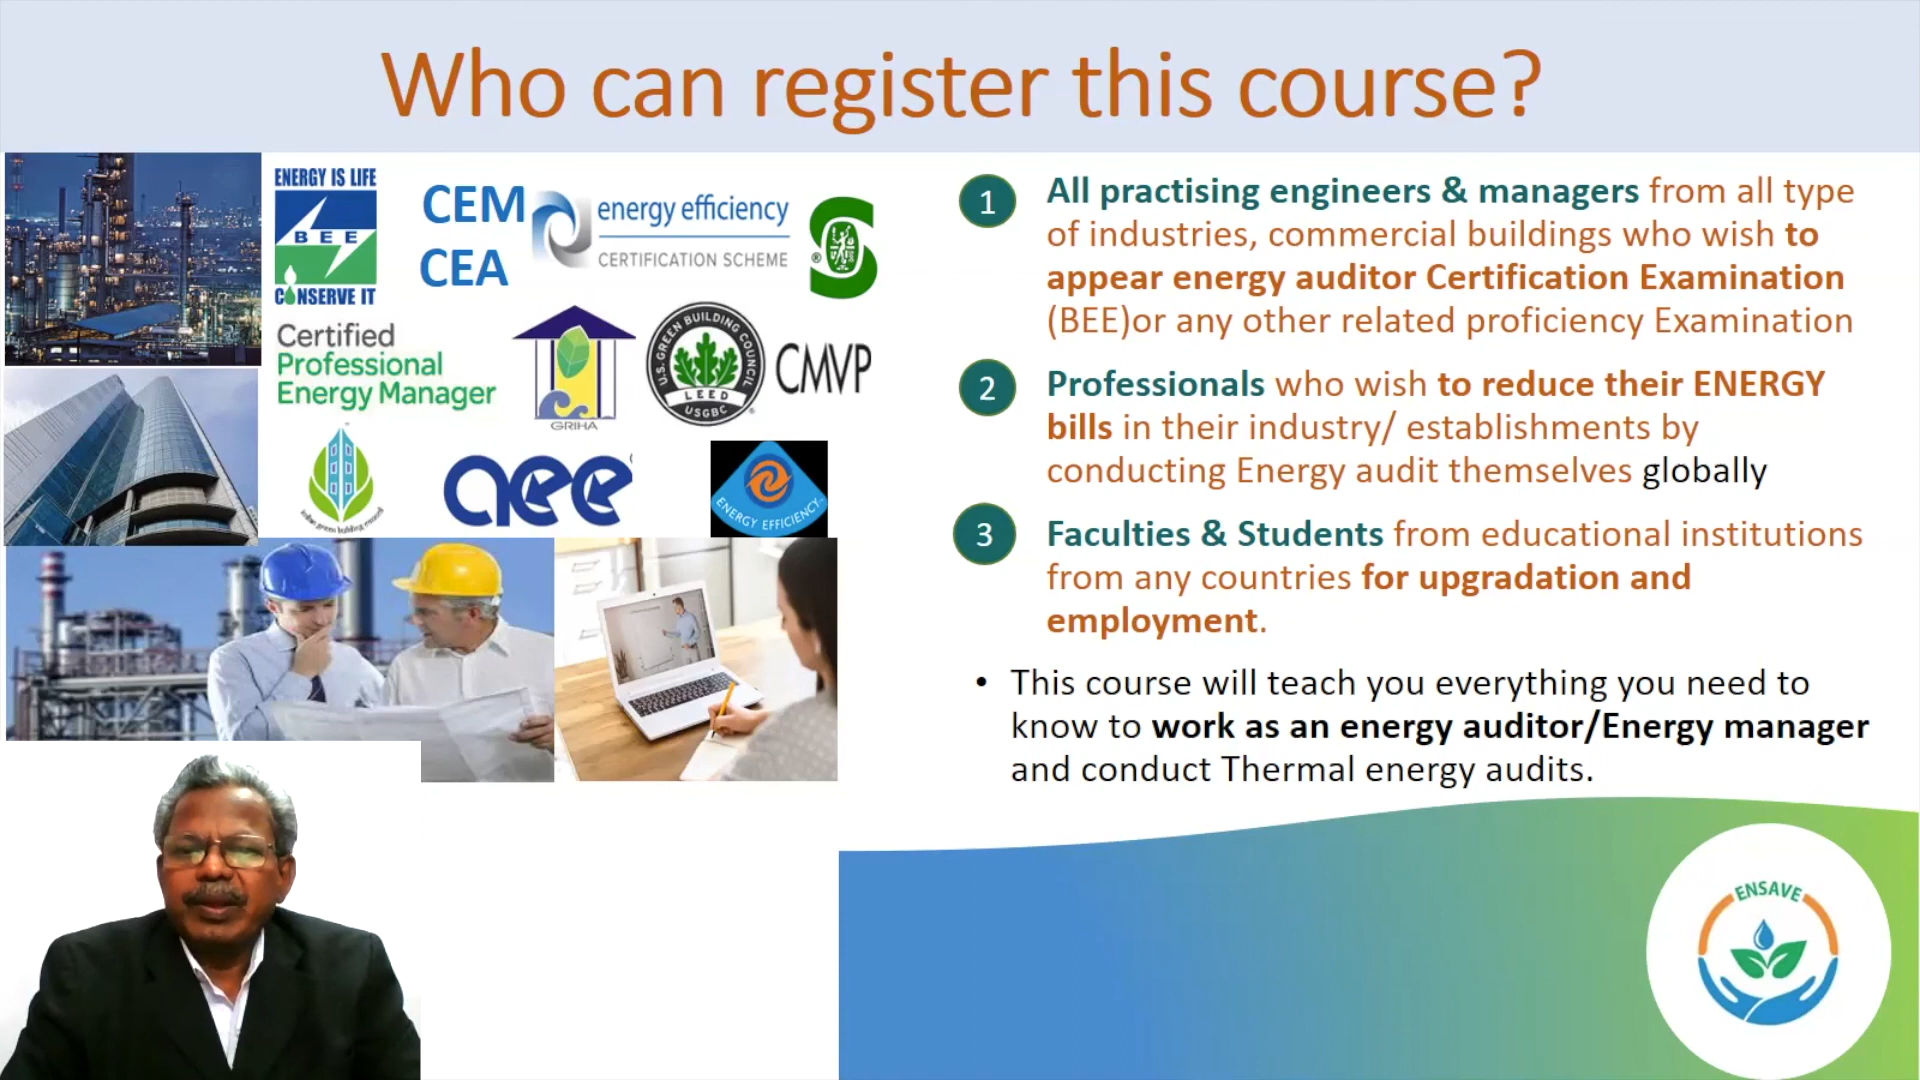 Who can register this course?
ENERGY IS LIFE
BEE
CONSERVE IT
CEM
CEA
energy efficiency
CERTIFICATION SCHEME
S
®
Certified
Professional
Energy Manager
GRIHA
U.S. GREEN BUILDING COUNCIL
LEED
USGBC
®
CMVP
indian green building council
aee
ENERGY EFFICIENCY
1
All practising engineers & managers from all type
of industries, commercial buildings who wish to
appear energy auditor Certification Examination
(BEE)or any other related proficiency Examination
2
Professionals who wish to reduce their ENERGY
bills in their industry/ establishments by
conducting Energy audit themselves globally
3
Faculties & Students from educational institutions
from any countries for upgradation and
employment.
• This course will teach you everything you need to
know to work as an energy auditor/Energy manager
and conduct Thermal energy audits.
ENSAVE